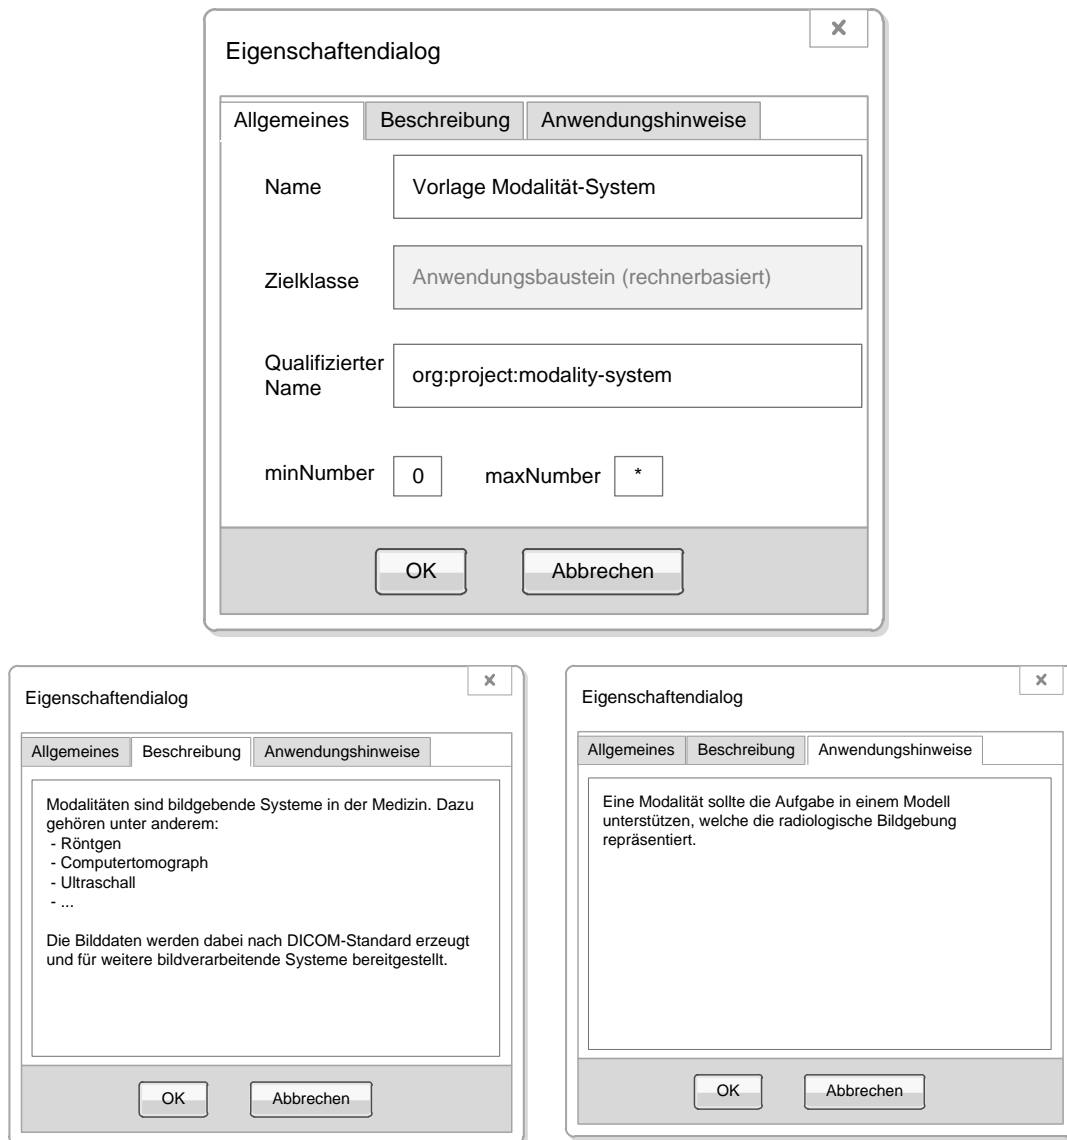 Eigenschaftendialog
Allgemeines Beschreibung Anwendungshinweise
Name Vorlage Modalität-System
Zielklasse Anwendungsbaustein (rechnerbasiert)
Qualifizierter
Name
org:project:modality-system
minNumber 0 maxNumber *
OK Abbrechen
Eigenschaftendialog
Allgemeines Beschreibung Anwendungshinweise
Modalitäten sind bildgebende Systeme in der Medizin. Dazu
gehören unter anderem:
- Röntgen
- Computertomograph
- Ultraschall
- ...
Die Bilddaten werden dabei nach DICOM-Standard erzeugt
und für weitere bildverarbeitende Systeme bereitgestellt.
OK Abbrechen
Eigenschaftendialog
Allgemeines Beschreibung Anwendungshinweise
Eine Modalität sollte die Aufgabe in einem Modell
unterstützen, welche die radiologische Bildgebung
repräsentiert.
OK Abbrechen